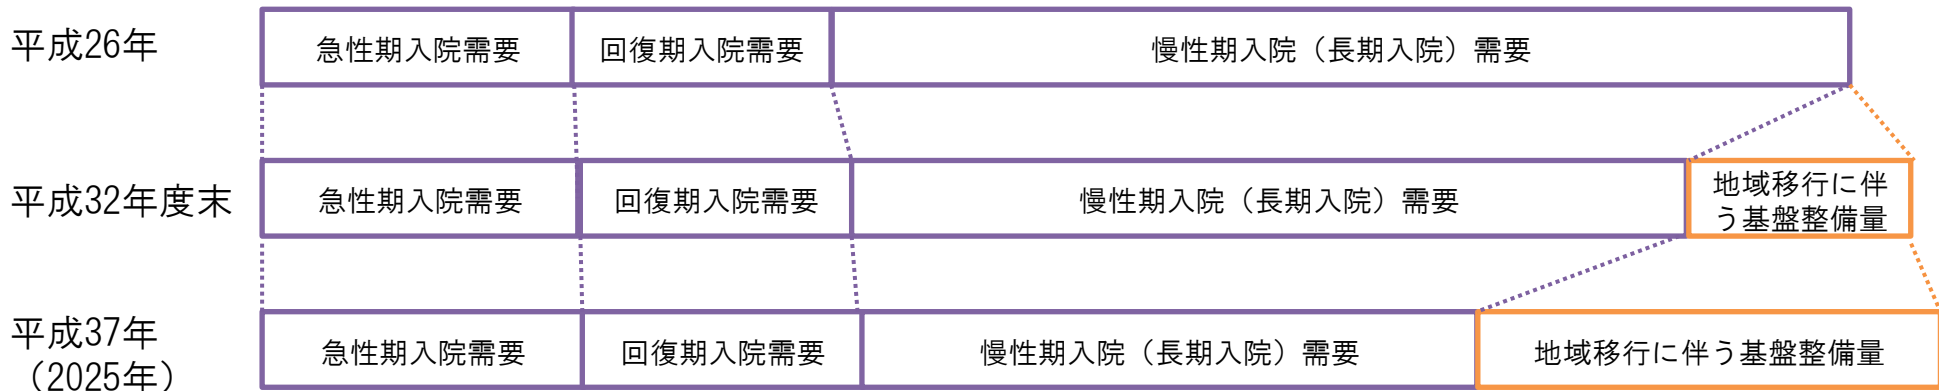 平成26年
急性期入院需要
回復期入院需要
慢性期入院（長期入院）需要
平成32年度末
急性期入院需要
回復期入院需要
慢性期入院（長期入院）需要
地域移行に伴
う基盤整備量
平成37年
（2025年）
急性期入院需要
回復期入院需要
慢性期入院（長期入院）需要
地域移行に伴う基盤整備量